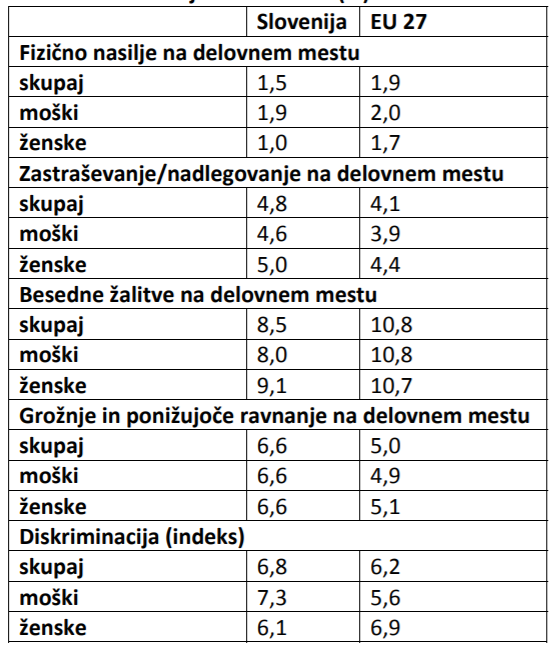 Slovenija EU 27
Fizično nasilje na delovnem mestu
skupaj 1,5 1,9
moški 1,9 2,0
ženske 1,0 1,7
Zastraševanje/nadlegovanje na delovnem mestu
skupaj 4,8 4,1
moški 4,6 3,9
ženske 5,0 4,4
Besedne žalitve na delovnem mestu
skupaj 8,5 10,8
moški 8,0 10,8
ženske 9,1 10,7
Grožnje in ponižujoče ravnanje na delovnem mestu
skupaj 6,6 5,0
moški 6,6 4,9
ženske 6,6 5,1
Diskriminacija (indeks)
skupaj 6,8 6,2
moški 7,3 5,6
ženske 6,1 6,9